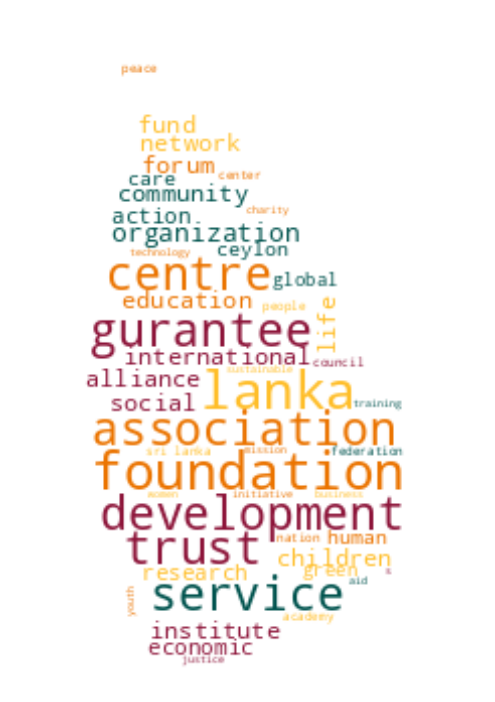 peace
fund
network
forum
care center
community
action charity
organization
technology ceylon
centre global
education people
gurantee life
international council
sustainable
alliance lanka
social training
association
sri lanka mission federation
foundation
women initiative business
development
trust nation human
children
research green s
service aid
youth
academy
institute
economic
justice